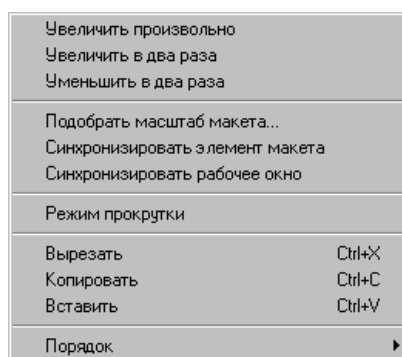 Увеличить произвольно
Увеличить в два раза
Уменьшить в два раза
Подобрать масштаб макета...
Синхронизировать элемент макета
Синхронизировать рабочее окно
Режим прокрутки
Вырезать Ctrl+X
Копировать Ctrl+C
Вставить Ctrl+V
Порядок